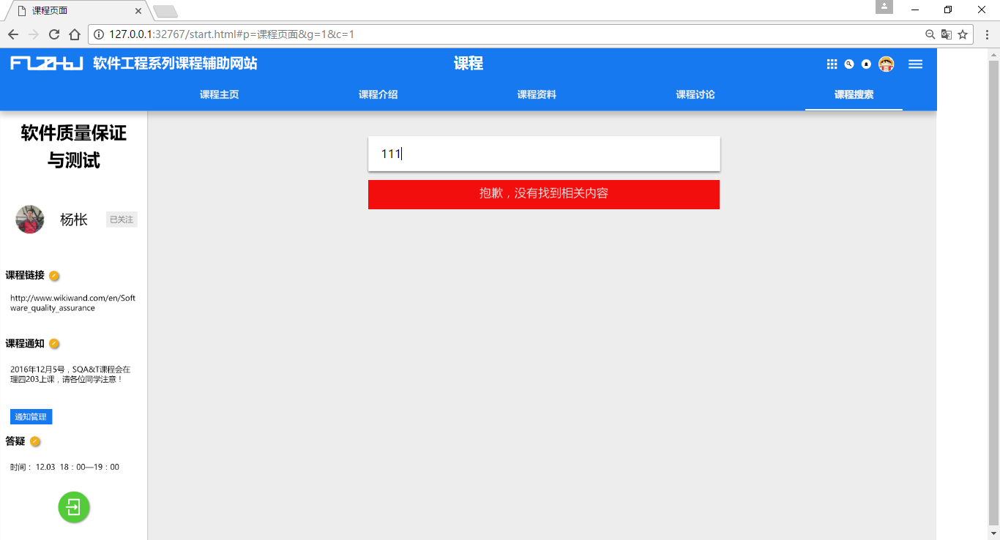 课程页面
127.0.0.1:32767/start.html#p=课程页面&g=1&c=1
软件工程系列课程辅助网站
课程
课程主页
课程介绍
课程资料
课程讨论
课程搜索
软件质量保证
与测试
杨枨
已关注
课程链接
http://www.wikiwand.com/en/Soft
ware_quality_assurance
课程通知
2016年12月5号，SQA&T课程会在
理四203上课，请各位同学注意！
通知管理
答疑
时间： 12.03 18：00—19：00
111
抱歉，没有找到相关内容